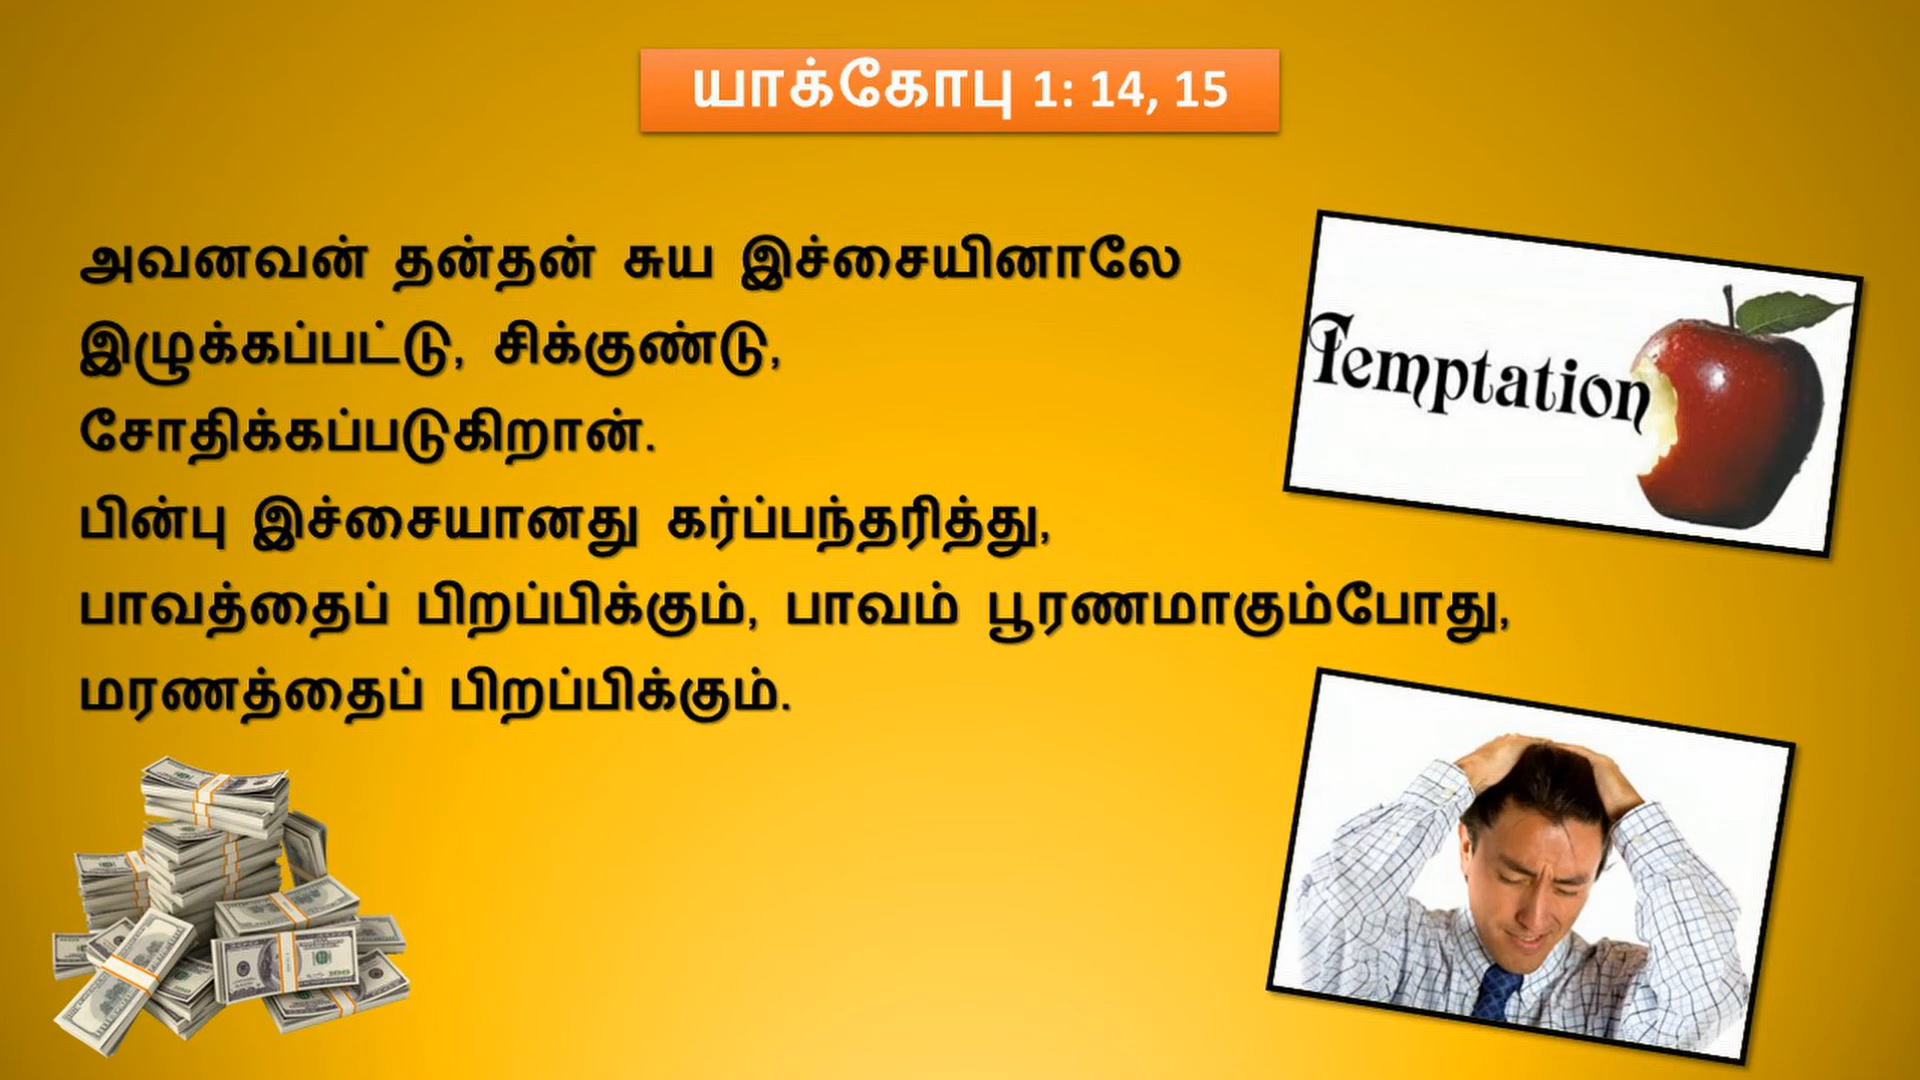 யாக்கோபு 1: 14, 15
அவனவன் தன்தன் சுய இச்சையினாலே
இழுக்கப்பட்டு, சிக்குண்டு,
சோதிக்கப்படுகிறான்.
பின்பு இச்சையானது கர்ப்பந்தரித்து,
பாவத்தைப் பிறப்பிக்கும், பாவம் பூரணமாகும்போது,
மரணத்தைப் பிறப்பிக்கும்.
Temptation